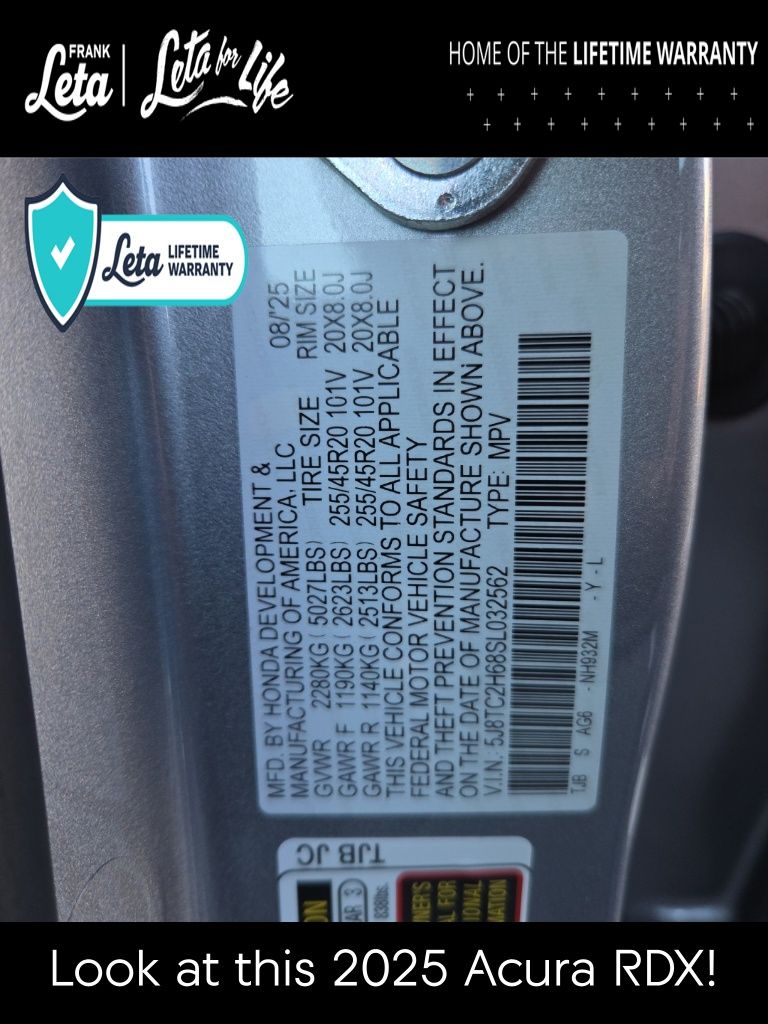 FRANK
Leta
Leta for Life
HOME OF THE LIFETIME WARRANTY
Leta LIFETIME
WARRANTY
MFD. BY HONDA DEVELOPMENT &
MANUFACTURING OF AMERICA, LLC 08/'25
GVWR 2280KG ( 5027LBS) TIRE SIZE RIM SIZE
GAWR F 1190KG ( 2623LBS) 255/45R20 101V 20X8.0J
GAWR R 1140KG ( 2513LBS) 255/45R20 101V 20X8.0J
THIS VEHICLE CONFORMS TO ALL APPLICABLE
FEDERAL MOTOR VEHICLE SAFETY
AND THEFT PREVENTION STANDARDS IN EFFECT
ON THE DATE OF MANUFACTURE SHOWN ABOVE.
V.I.N.: 5J8TC2H68SL032562 TYPE: MPV
TJB S AG6 - NH932M - Y - L
TJB JC
838lbs.
Look at this 2025 Acura RDX!